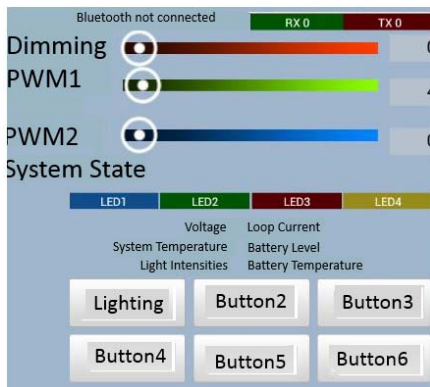 Bluetooth not connected
RX 0 TX 0
Dimming
PWM1
PWM2
System State
LED1 LED2 LED3 LED4
Voltage Loop Current
System Temperature Battery Level
Light Intensities Battery Temperature
Lighting Button2 Button3
Button4 Button5 Button6